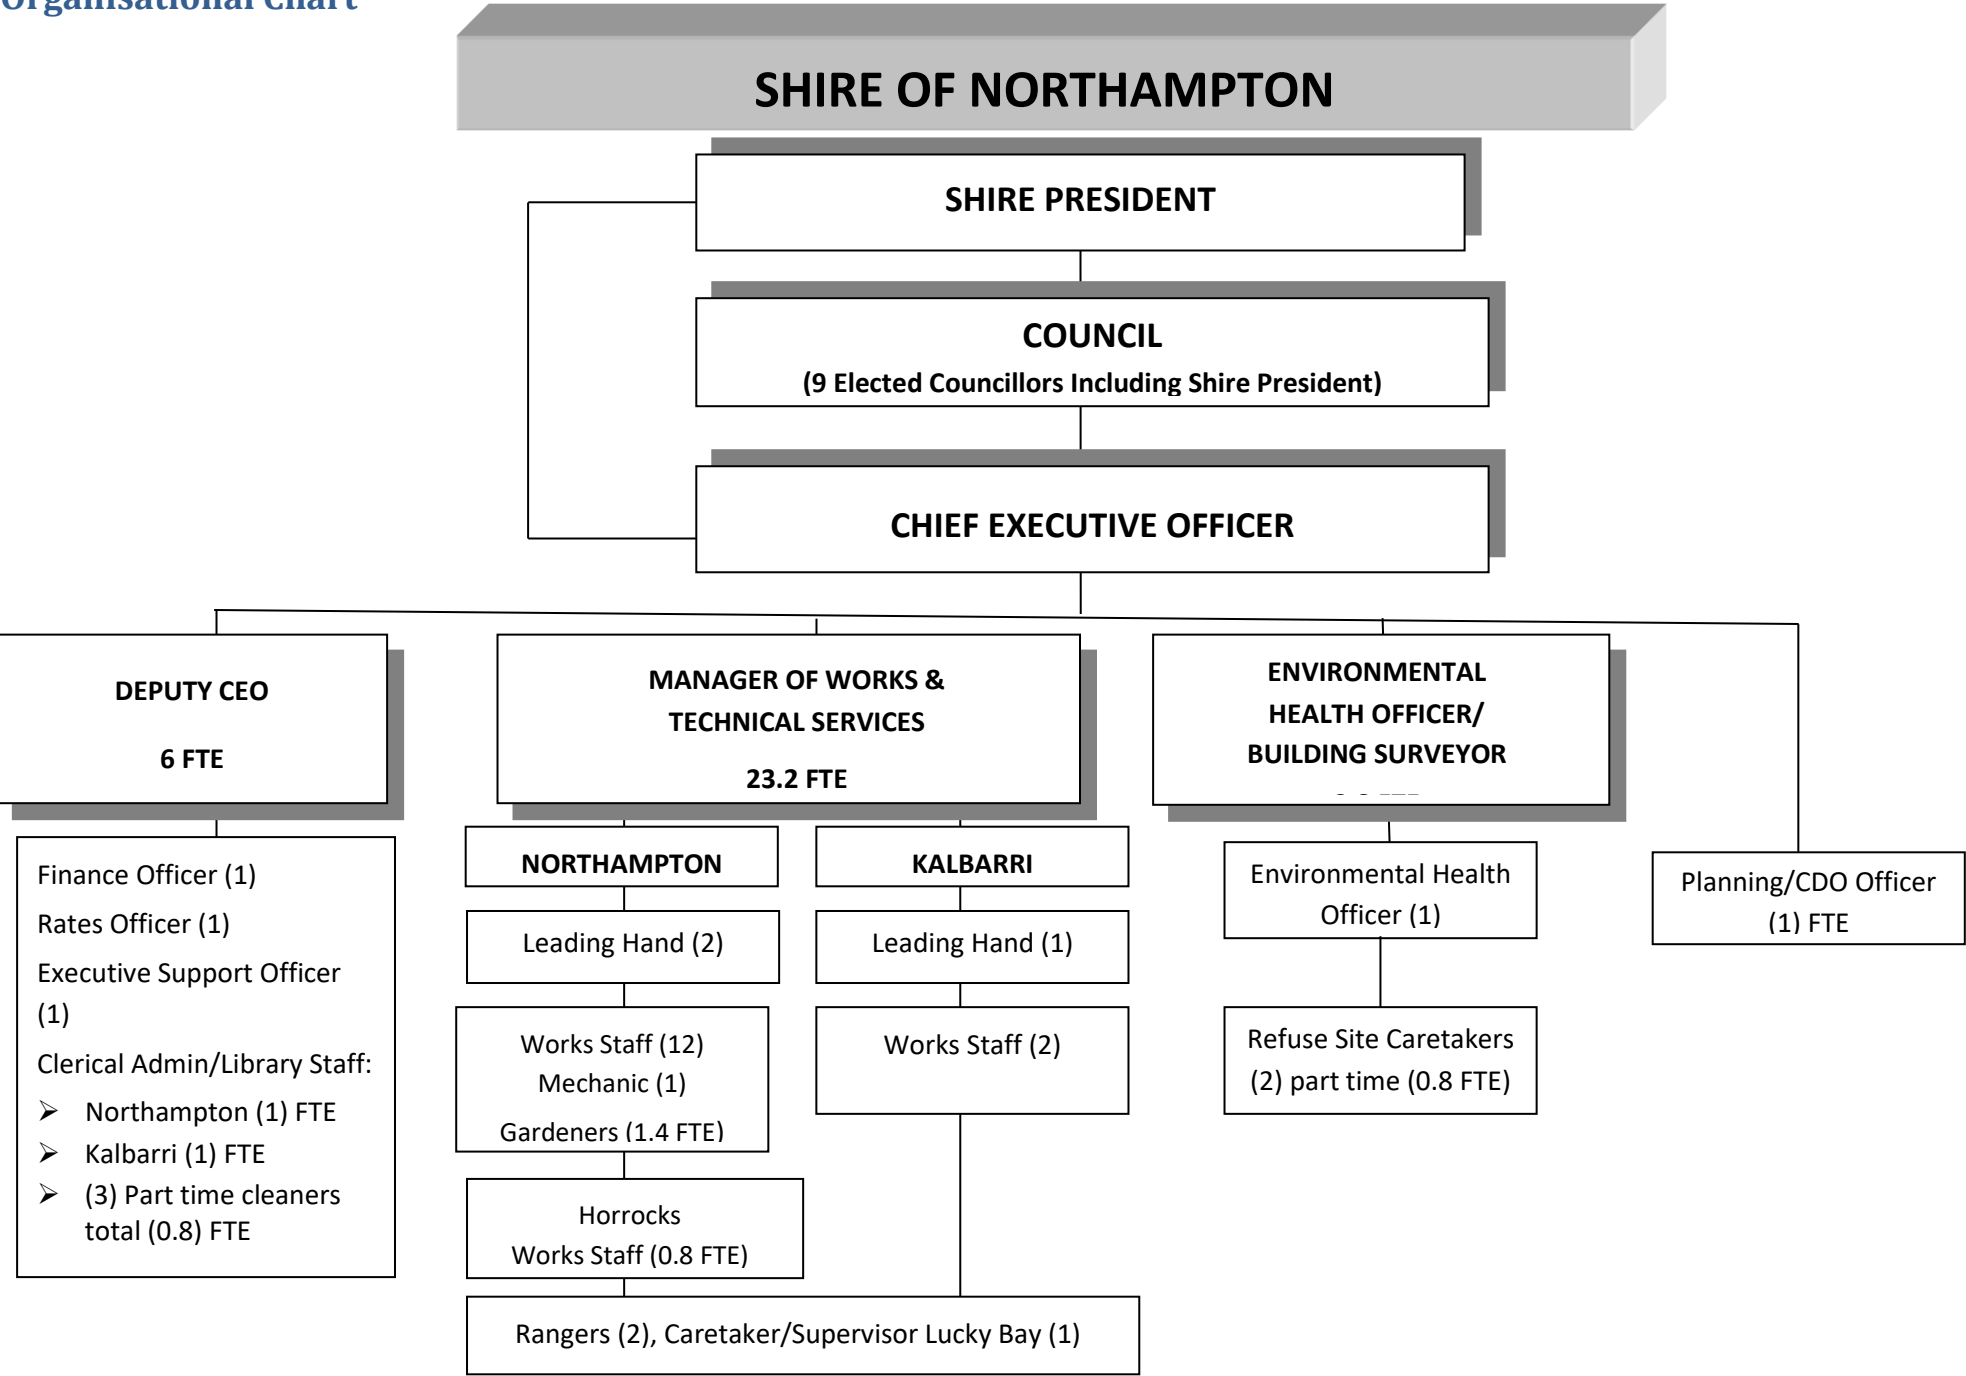 Organisational Chart
SHIRE OF NORTHAMPTON
SHIRE PRESIDENT
COUNCIL
(9 Elected Councillors Including Shire President)
CHIEF EXECUTIVE OFFICER
DEPUTY CEO
6 FTE
MANAGER OF WORKS &
TECHNICAL SERVICES
23.2 FTE
ENVIRONMENTAL
HEALTH OFFICER/
BUILDING SURVEYOR
Finance Officer (1)
Rates Officer (1)
Executive Support Officer
(1)
Clerical Admin/Library Staff:
➢ Northampton (1) FTE
➢ Kalbarri (1) FTE
➢ (3) Part time cleaners
total (0.8) FTE
NORTHAMPTON
Leading Hand (2)
Works Staff (12)
Mechanic (1)
Gardeners (1.4 FTE)
Horrocks
Works Staff (0.8 FTE)
KALBARRI
Leading Hand (1)
Works Staff (2)
Rangers (2), Caretaker/Supervisor Lucky Bay (1)
Environmental Health
Officer (1)
Refuse Site Caretakers
(2) part time (0.8 FTE)
Planning/CDO Officer
(1) FTE